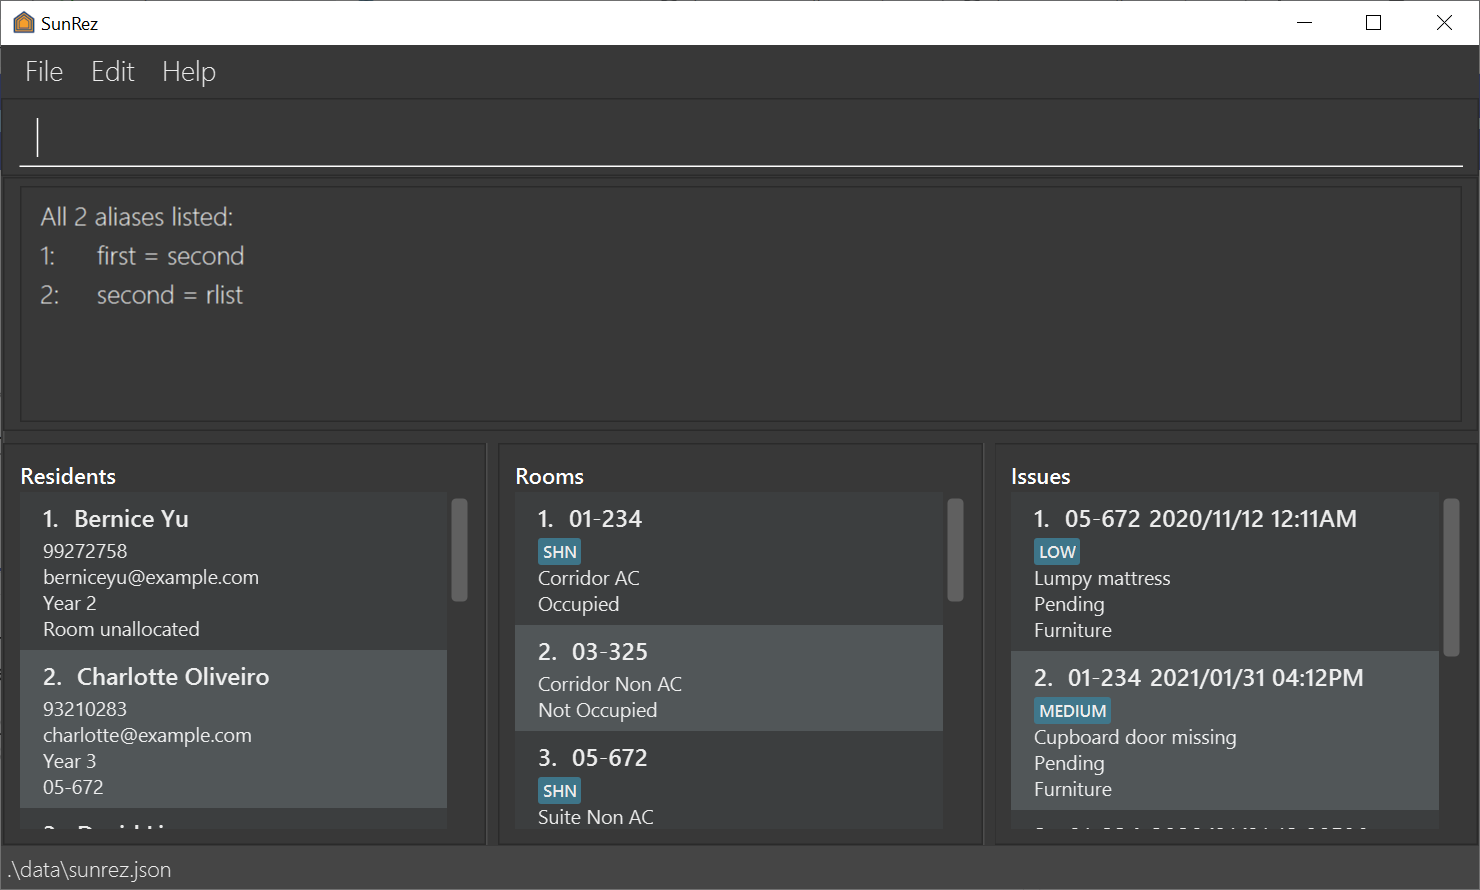 SunRez
File Edit Help
All 2 aliases listed:
1: first = second
2: second = rlist
Residents
1. Bernice Yu
99272758
berniceyu@example.com
Year 2
Room unallocated
2. Charlotte Oliveiro
93210283
charlotte@example.com
Year 3
05-672
Rooms
1. 01-234
SHN
Corridor AC
Occupied
2. 03-325
Corridor Non AC
Not Occupied
3. 05-672
SHN
Suite Non AC
Issues
1. 05-672 2020/11/12 12:11AM
LOW
Lumpy mattress
Pending
Furniture
2. 01-234 2021/01/31 04:12PM
MEDIUM
Cupboard door missing
Pending
Furniture
.\data\sunrez.json